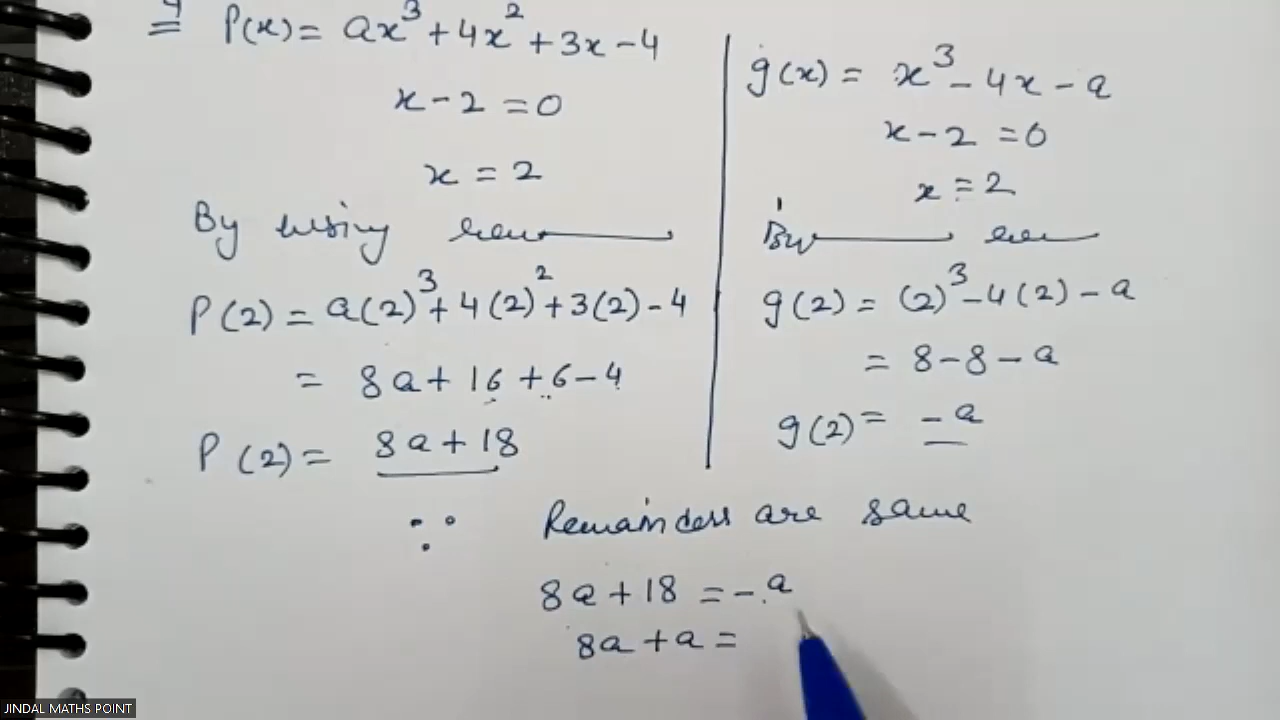 P(x) = ax³ + 4x² + 3x - 4
x - 2 = 0
x = 2
By using
P(2) = a(2)³ + 4(2)² + 3(2) - 4
= 8a + 16 + 6 - 4
P(2) = 8a + 18
g(x) = x³ - 4x - a
x - 2 = 0
x = 2
g(2) = (2)³ - 4(2) - a
= 8 - 8 - a
g(2) = - a
∵ Remainders are same
8a + 18 = - a
8a + a =
JINDAL MATHS POINT